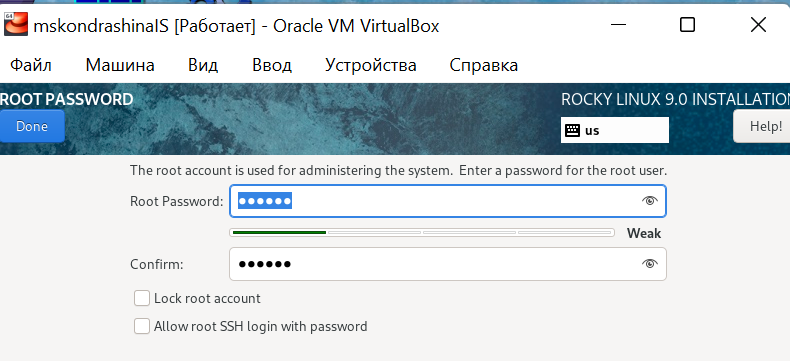 64
mskondrashinaIS [Работает] - Oracle VM VirtualBox
Файл Машина Вид Ввод Устройства Справка
ROOT PASSWORD
ROCKY LINUX 9.0 INSTALLATION
Done
us
Help!
The root account is used for administering the system. Enter a password for the root user.
Root Password: ●●●●●●
Weak
Confirm: ●●●●●●
Lock root account
Allow root SSH login with password